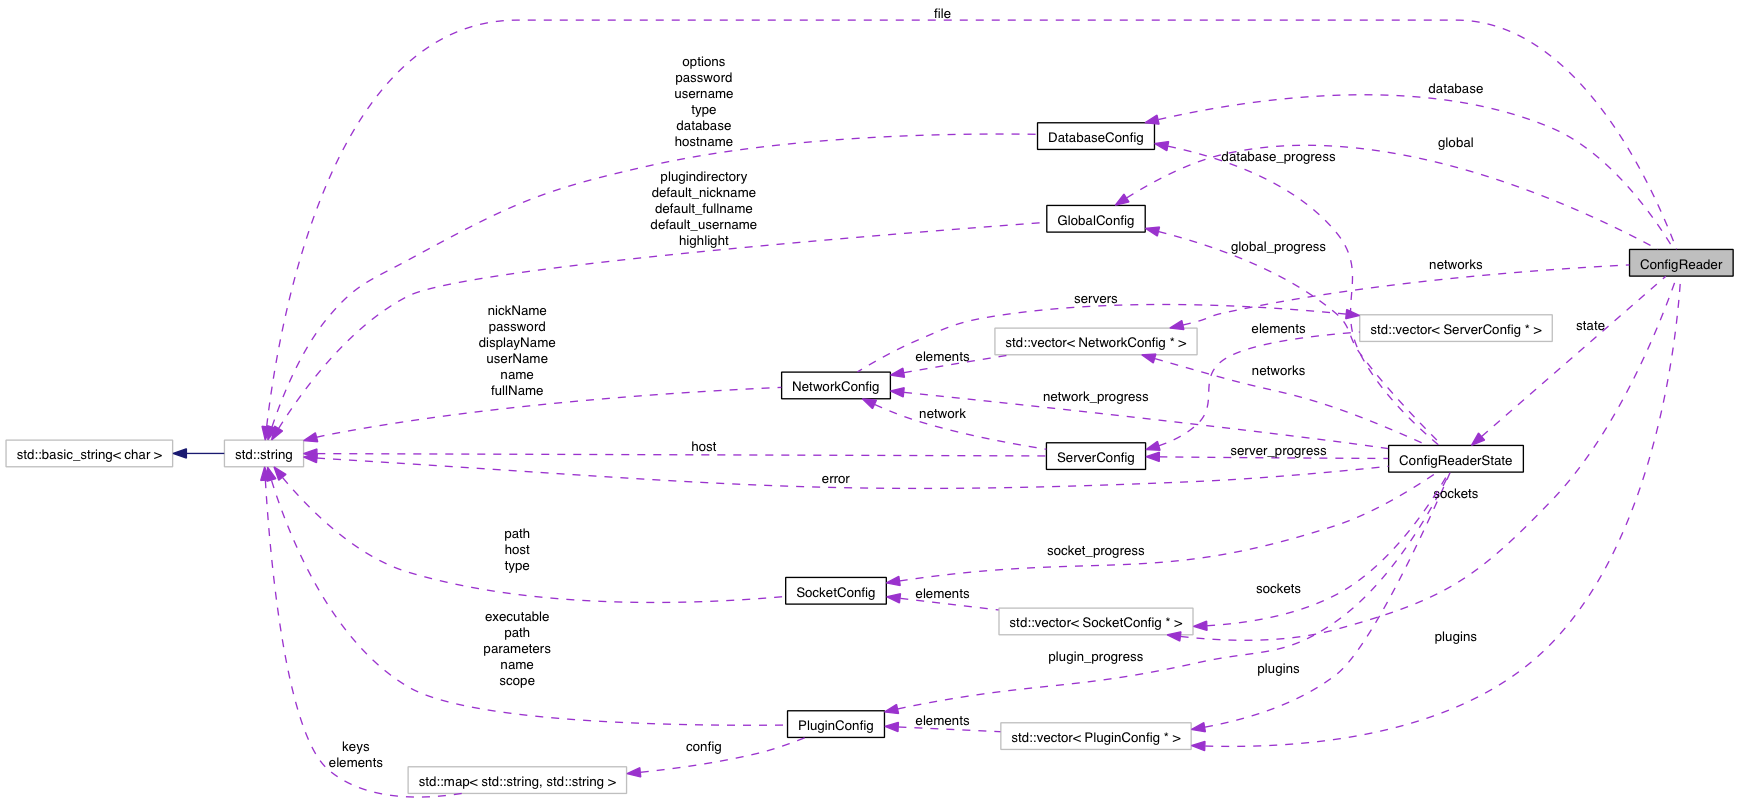 file
options
password
username
type
database
hostname
database
DatabaseConfig
global
database_progress
plugindirectory
default_nickname
default_fullname
default_username
highlight
GlobalConfig
global_progress
ConfigReader
networks
servers
nickName
password
displayName
userName
name
fullName
std::vector< NetworkConfig * >
elements
std::vector< ServerConfig * >
state
elements
networks
NetworkConfig
network_progress
network
std::basic_string< char >
std::string
host
ServerConfig
server_progress
ConfigReaderState
error
sockets
path
host
type
socket_progress
SocketConfig
elements
sockets
std::vector< SocketConfig * >
executable
path
parameters
name
scope
plugin_progress
plugins
plugins
PluginConfig
elements
std::vector< PluginConfig * >
keys
elements
config
std::map< std::string, std::string >